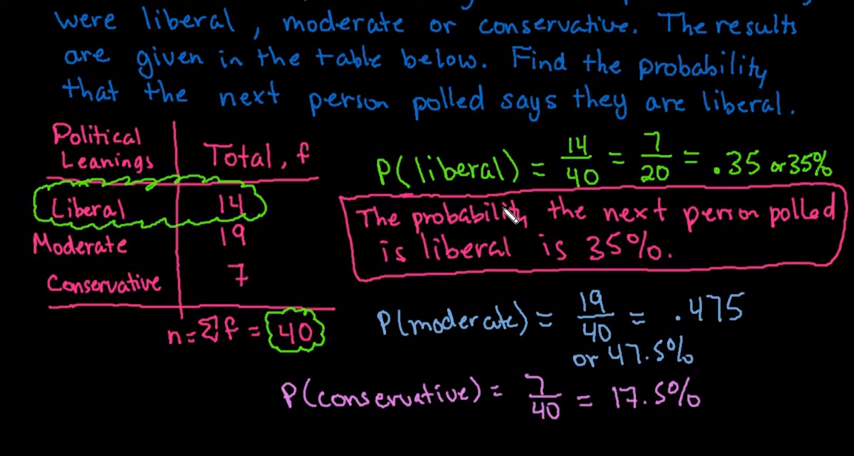 were liberal, moderate or conservative. The results
are given in the table below. Find the probability
that the next person polled says they are liberal.
Political Leanings Total, f
Liberal 14
Moderate 19
Conservative 7
n = Σf = 40
P(liberal) = 14/40 = 7/20 = .35 or 35%
The probability the next person polled
is liberal is 35%.
P(moderate) = 19/40 = .475
or 47.5%
P(conservative) = 7/40 = 17.5%